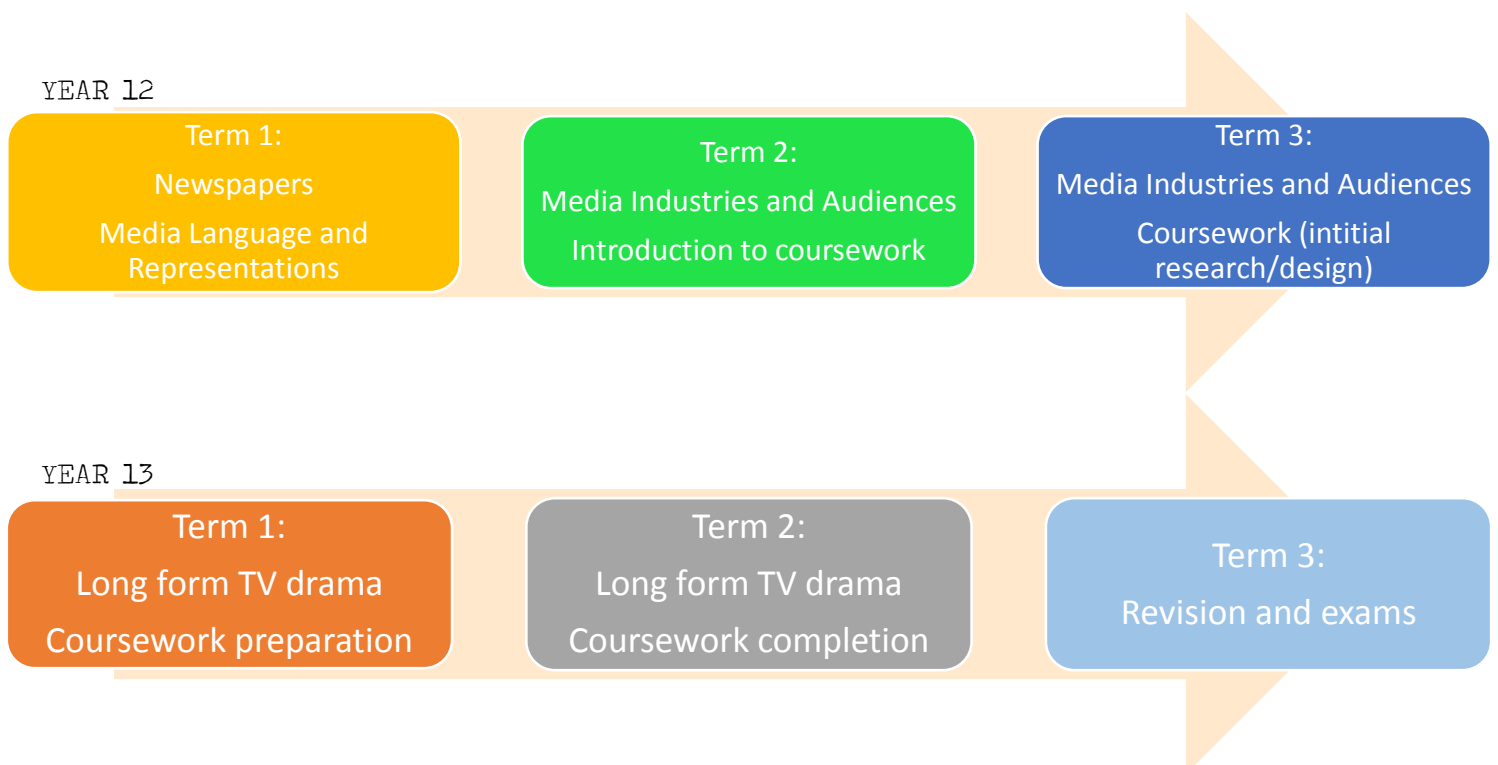 YEAR 12
Term 1:
Newspapers
Media Language and
Representations
Term 2:
Media Industries and Audiences
Introduction to coursework
Term 3:
Media Industries and Audiences
Coursework (intitial
research/design)
YEAR 13
Term 1:
Long form TV drama
Coursework preparation
Term 2:
Long form TV drama
Coursework completion
Term 3:
Revision and exams